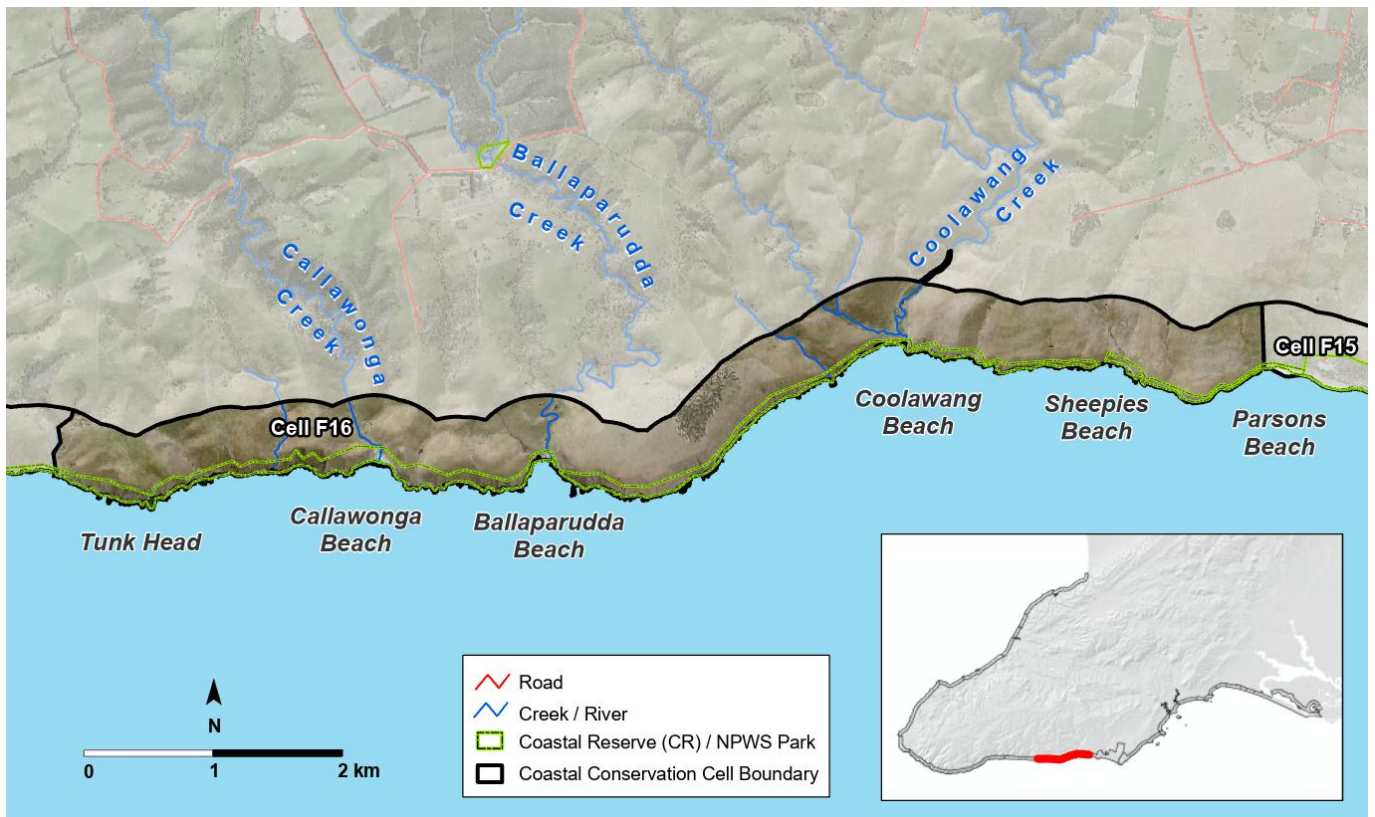 Ballaparudda
Creek
Coolawang
Creek
Callawonga
Creek
Cell F15
Cell F16
Coolawang
Beach
Sheepies
Beach
Parsons
Beach
Tunk Head
Callawonga
Beach
Ballaparudda
Beach
N
0 1 2 km
Road
Creek / River
Coastal Reserve (CR) / NPWS Park
Coastal Conservation Cell Boundary